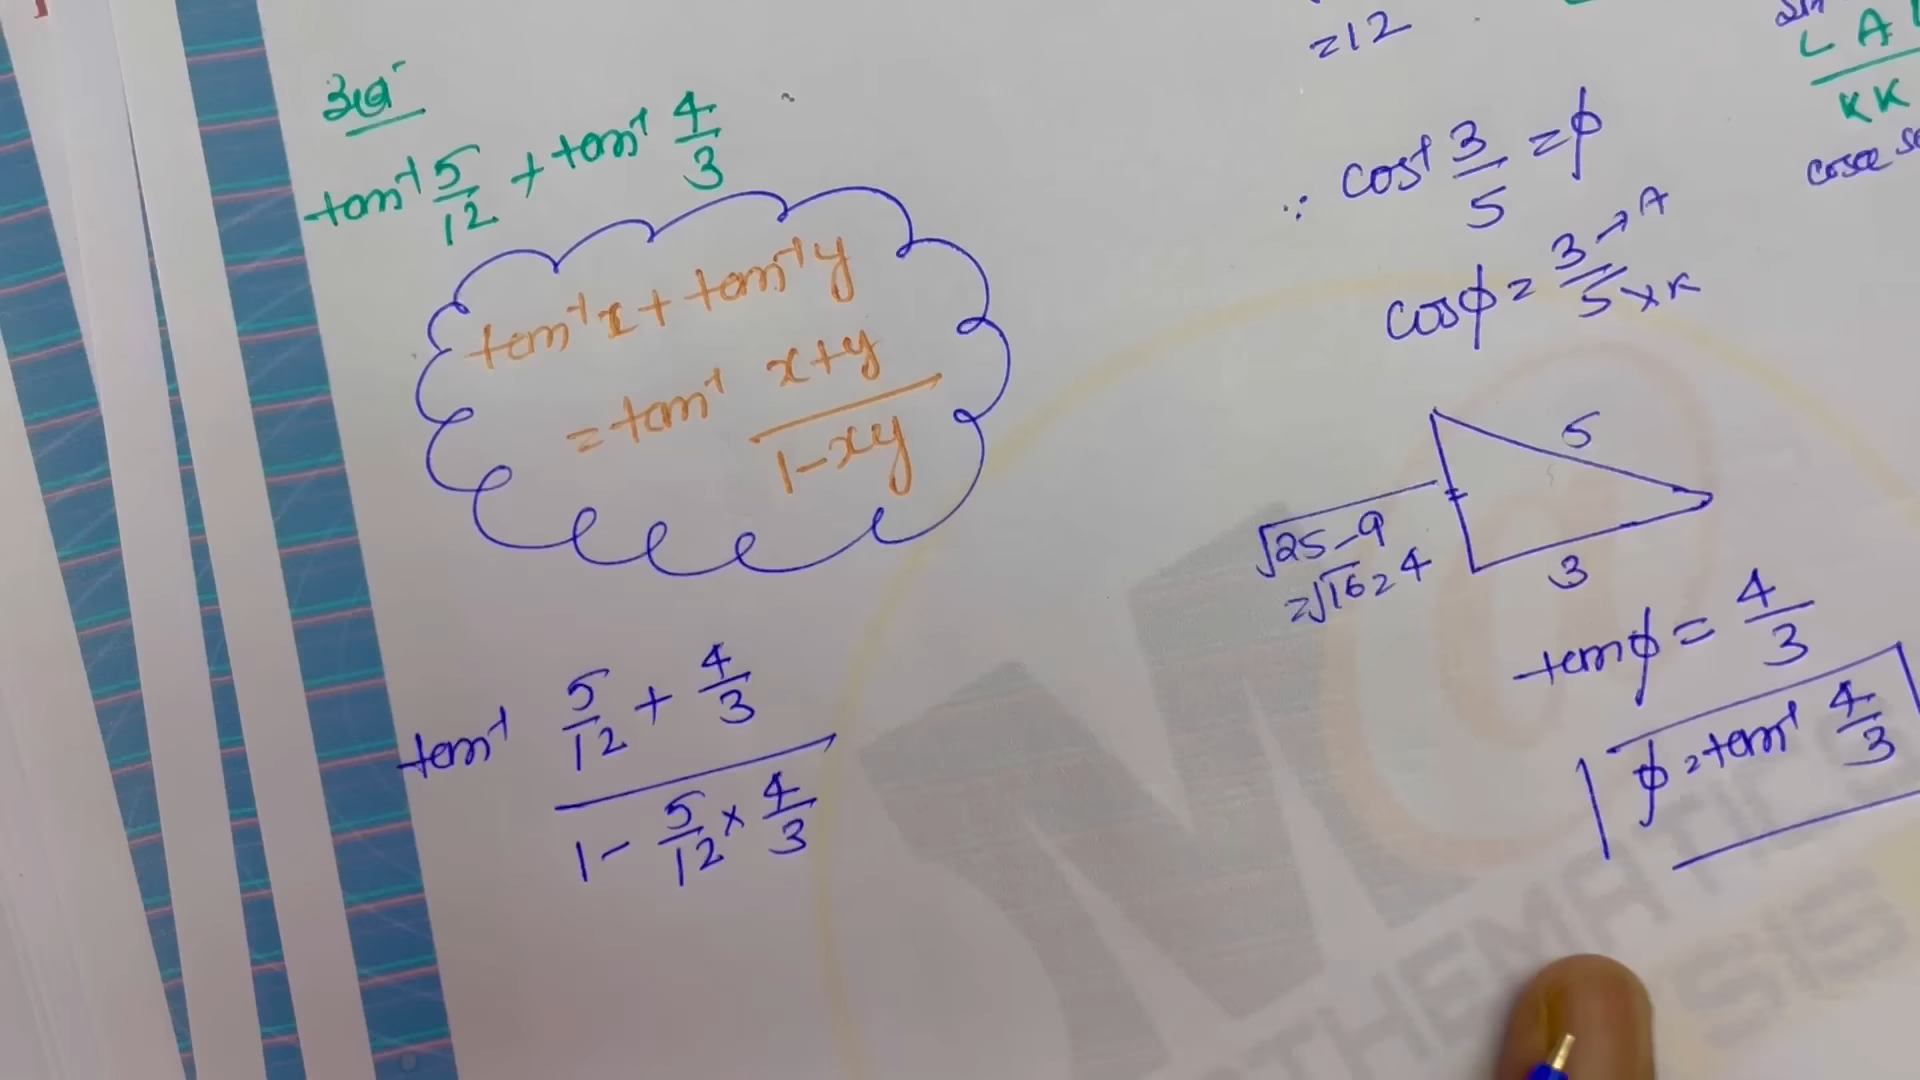 अब
tan⁻¹ 5/12 + tan⁻¹ 4/3
tan⁻¹x + tan⁻¹y
= tan⁻¹ (x+y)/(1-xy)
tan⁻¹ (5/12 + 4/3)/(1 - 5/12 × 4/3)
=12
∵ cos⁻¹ 3/5 = ϕ
cosϕ = 3/5 → A
× K
5
√25-9
=√16=4
3
tanϕ = 4/3
ϕ = tan⁻¹ 4/3
L A
KK
MATHEMATICS